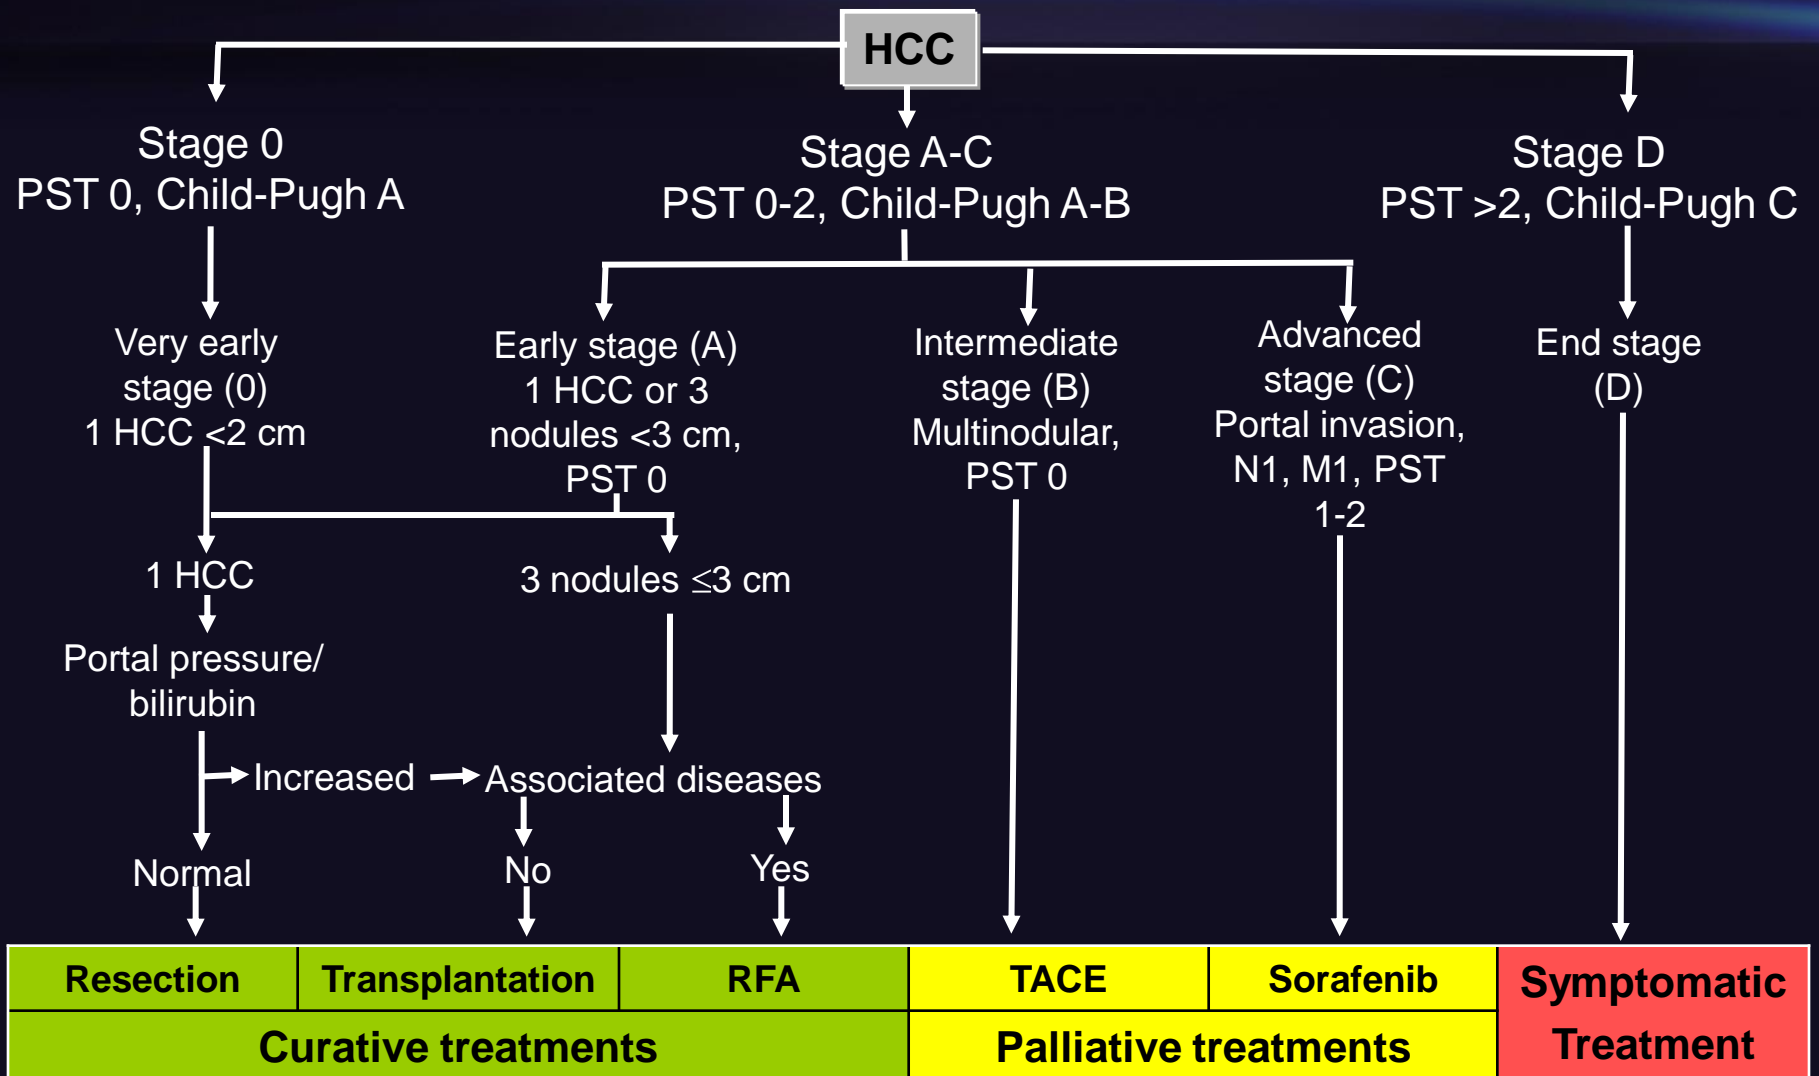 HCC
Stage 0
PST 0, Child-Pugh A
Stage A-C
PST 0-2, Child-Pugh A-B
Stage D
PST >2, Child-Pugh C
Very early
stage (0)
1 HCC <2 cm
Early stage (A)
1 HCC or 3
nodules <3 cm,
PST 0
Intermediate
stage (B)
Multinodular,
PST 0
Advanced
stage (C)
Portal invasion,
N1, M1, PST
1-2
End stage
(D)
1 HCC
3 nodules ≤3 cm
Portal pressure/
bilirubin
Increased
Associated diseases
Normal
No
Yes
Resection
Transplantation
RFA
TACE
Sorafenib
Symptomatic
Treatment
Curative treatments
Palliative treatments